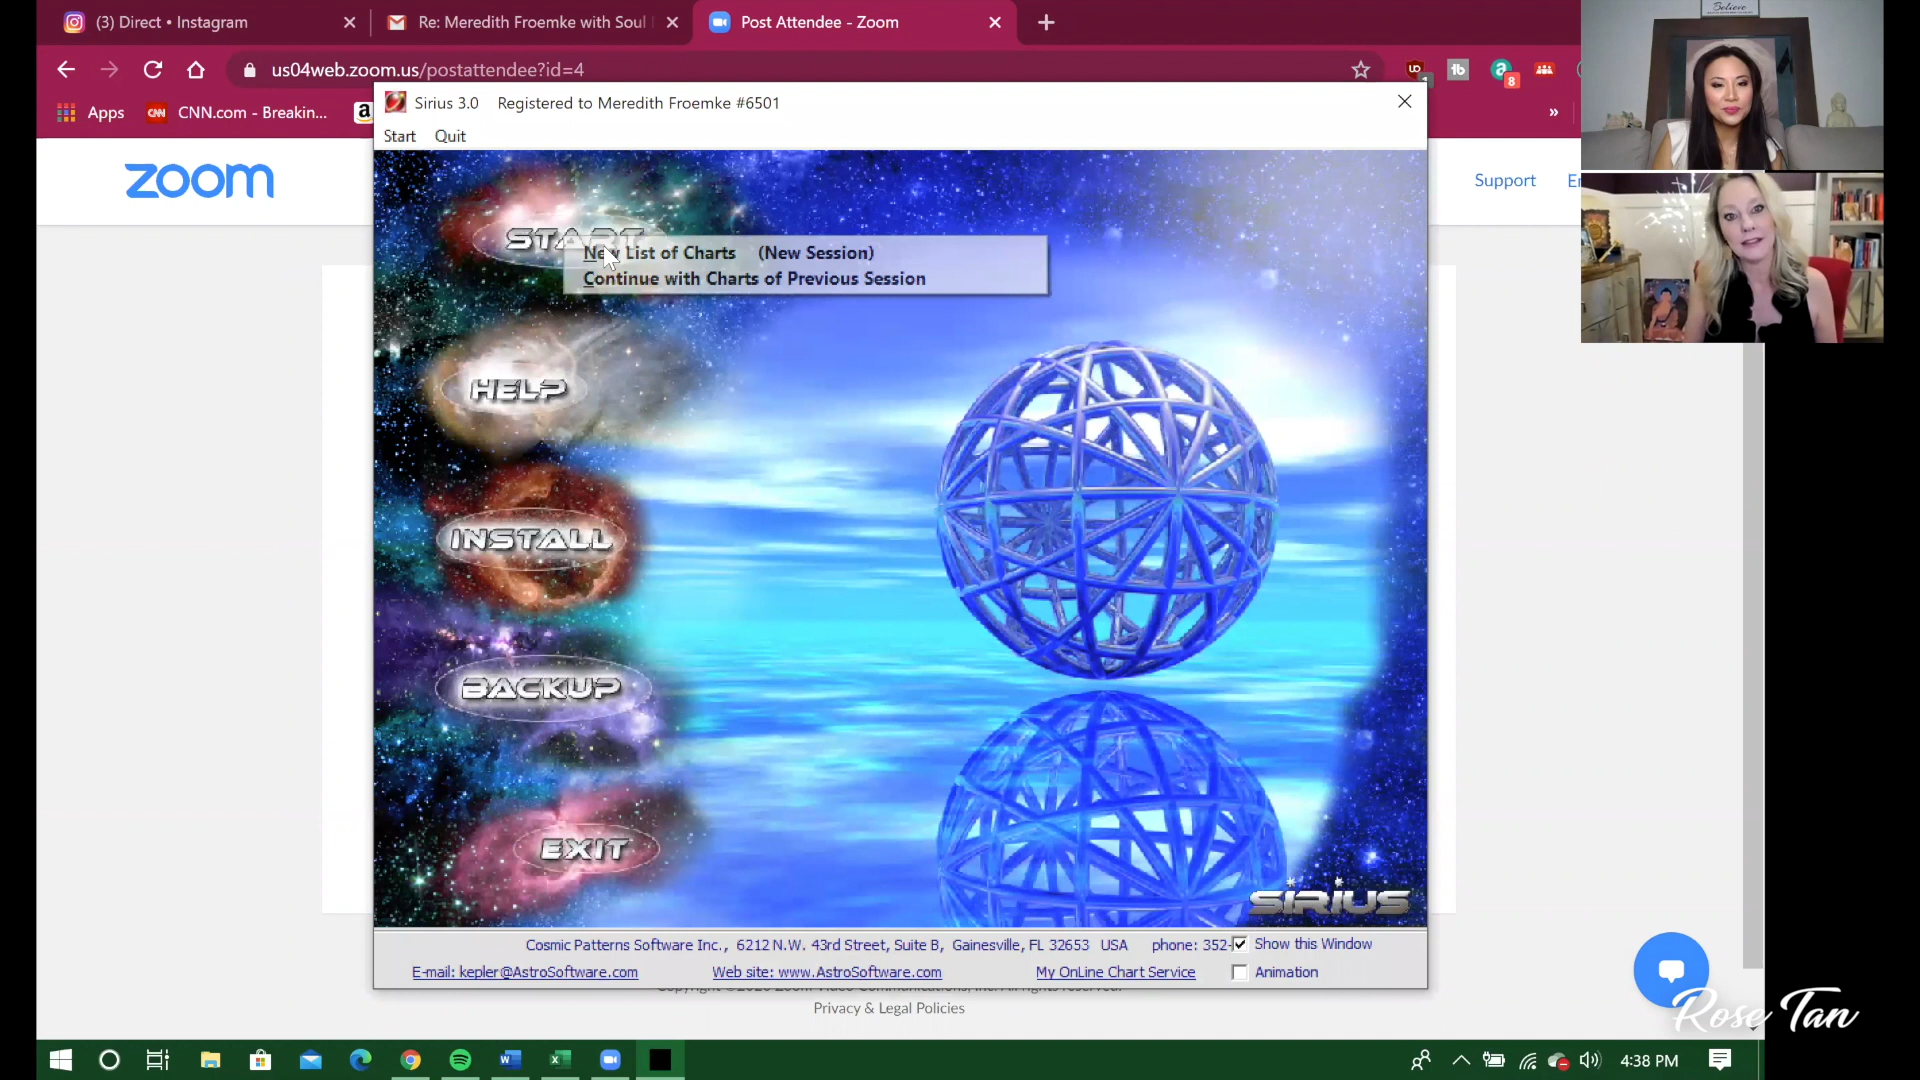 (3) Direct • Instagram
Re: Meredith Froemke with Soul
Post Attendee - Zoom
us04web.zoom.us/postattendee?id=4
Apps
CNN.com - Breakin...
Believe
Sirius 3.0 Registered to Meredith Froemke #6501
Start Quit
zoom
Support
START
New List of Charts (New Session)
Continue with Charts of Previous Session
HELP
INSTALL
BACKUP
EXIT
SIRIUS
Cosmic Patterns Software Inc., 6212 N.W. 43rd Street, Suite B, Gainesville, FL 32653 USA phone: 352-
Show this Window
E-mail: kepler@AstroSoftware.com
Web site: www.AstroSoftware.com
My OnLine Chart Service
Animation
Privacy & Legal Policies
Rose Tan
4:38 PM